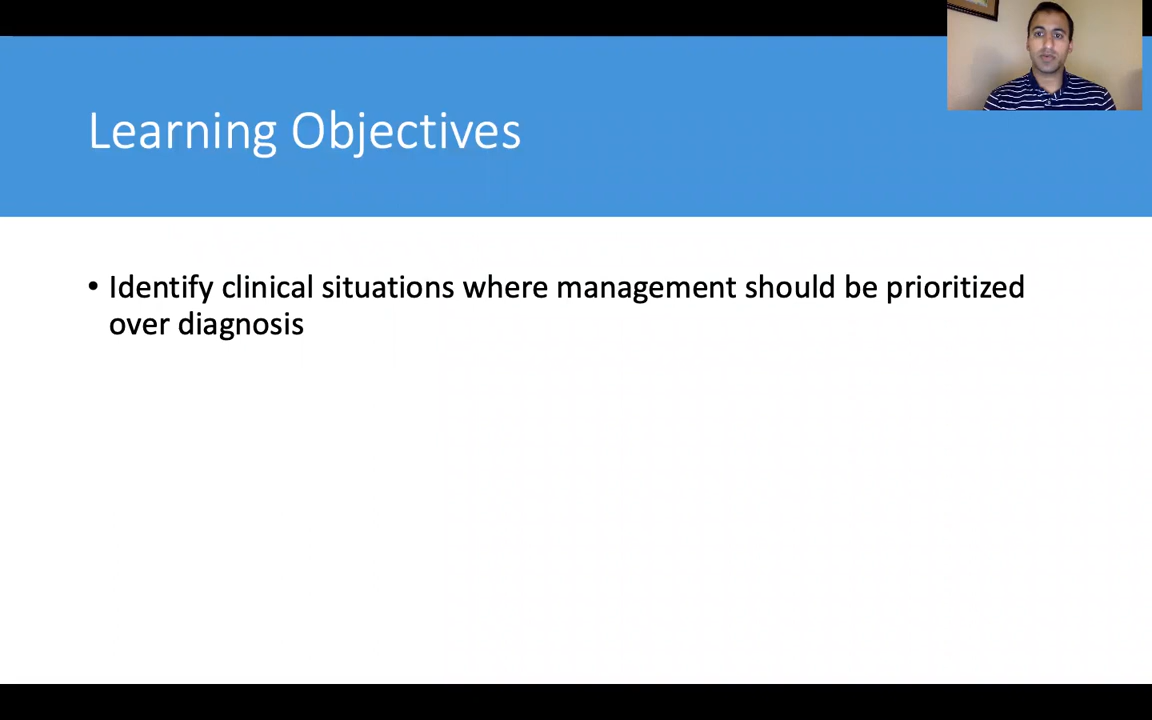 Learning Objectives
• Identify clinical situations where management should be prioritized
over diagnosis